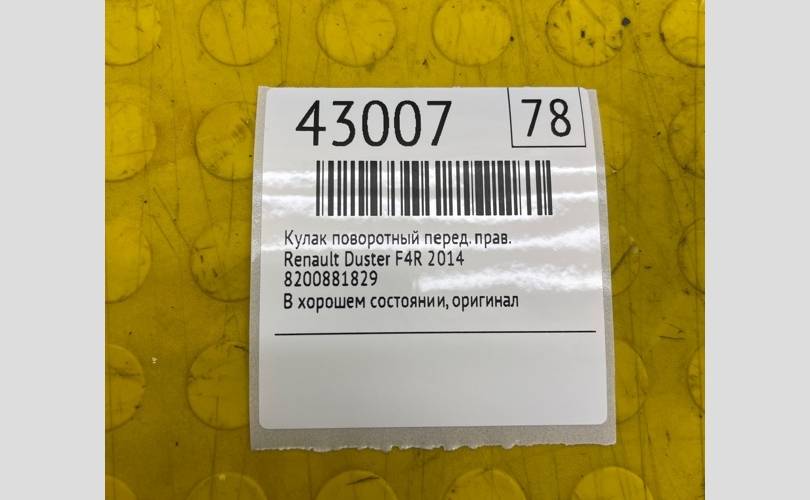 43007 78
Кулак поворотный перед. прав.
Renault Duster F4R 2014
8200881829
В хорошем состоянии, оригинал